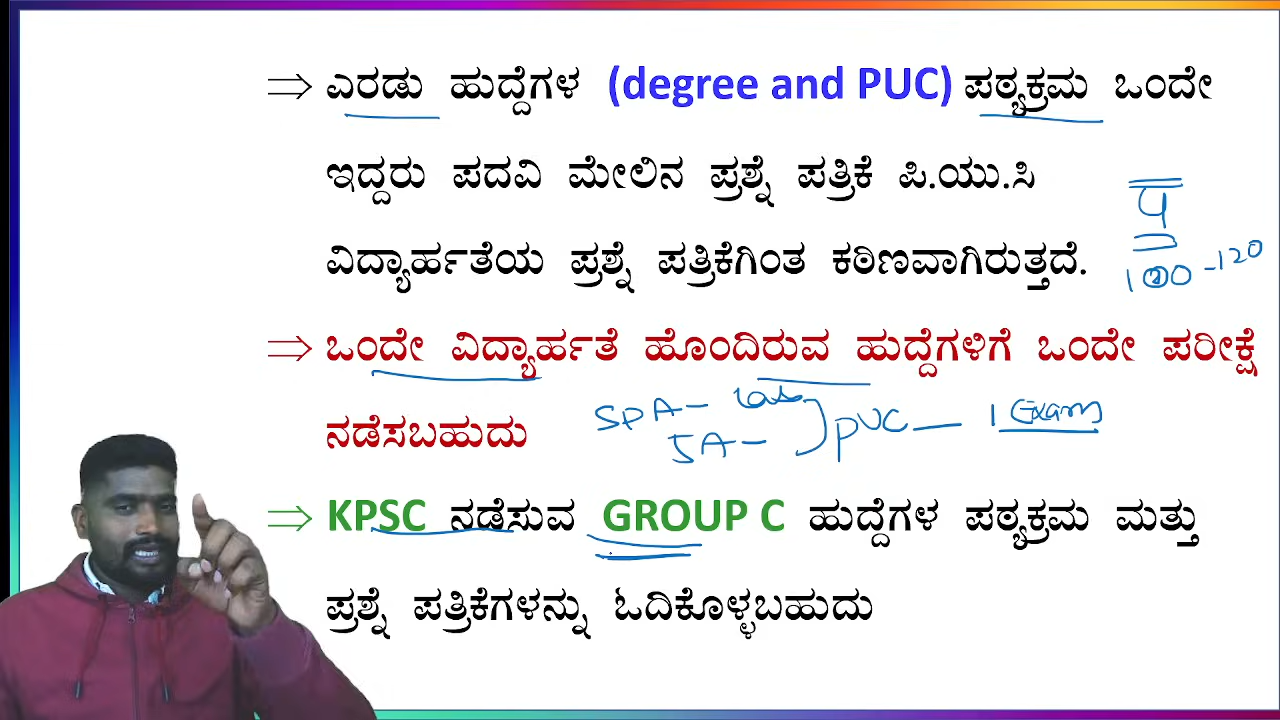 ⇒ ಎರಡು ಹುದ್ದೆಗಳ (degree and PUC) ಪಠ್ಯಕ್ರಮ ಒಂದೇ
ಇದ್ದರು ಪದವಿ ಮೇಲಿನ ಪ್ರಶ್ನೆ ಪತ್ರಿಕೆ ಪಿ.ಯು.ಸಿ
ವಿದ್ಯಾರ್ಹತೆಯ ಪ್ರಶ್ನೆ ಪತ್ರಿಕೆಗಿಂತ ಕಠಿಣವಾಗಿರುತ್ತದೆ.
100 - 120
⇒ ಒಂದೇ ವಿದ್ಯಾರ್ಹತೆ ಹೊಂದಿರುವ ಹುದ್ದೆಗಳಿಗೆ ಒಂದೇ ಪರೀಕ್ಷೆ
ನಡೆಸಬಹುದು
SDA -
JA - PUC - 1 Exam
⇒ KPSC ನಡೆಸುವ GROUP C ಹುದ್ದೆಗಳ ಪಠ್ಯಕ್ರಮ ಮತ್ತು
ಪ್ರಶ್ನೆ ಪತ್ರಿಕೆಗಳನ್ನು ಓದಿಕೊಳ್ಳಬಹುದು